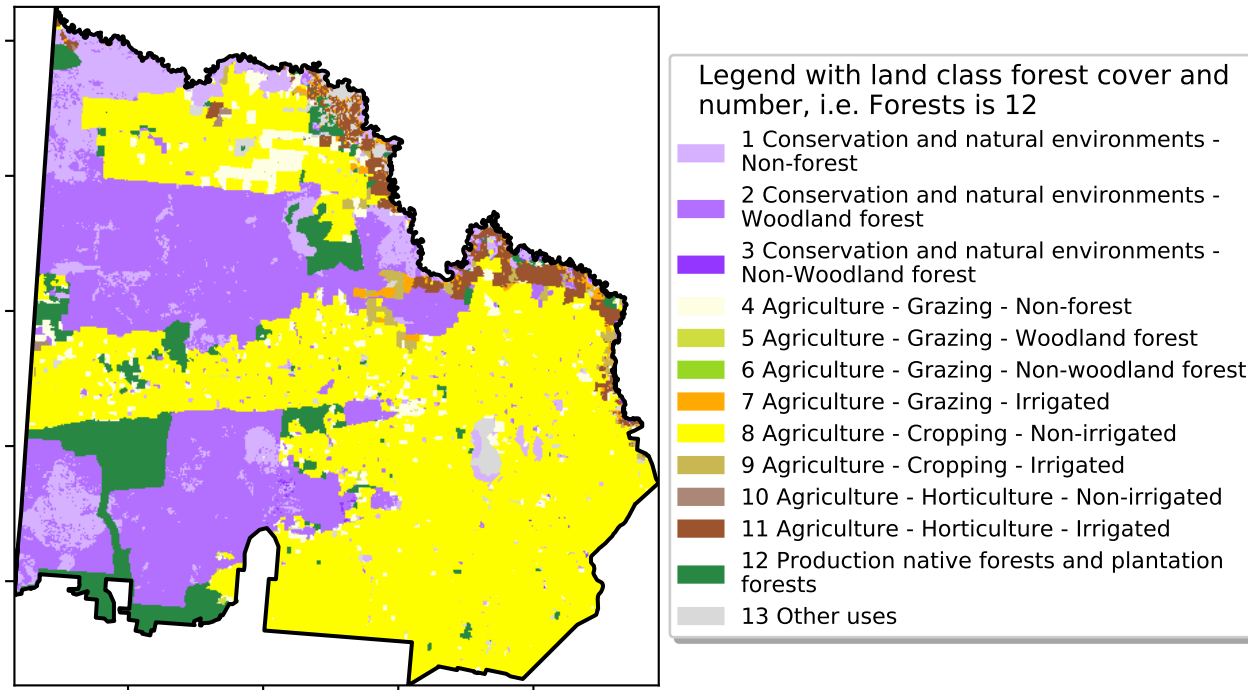 Legend with land class forest cover and
number, i.e. Forests is 12
1 Conservation and natural environments -
Non-forest
2 Conservation and natural environments -
Woodland forest
3 Conservation and natural environments -
Non-Woodland forest
4 Agriculture - Grazing - Non-forest
5 Agriculture - Grazing - Woodland forest
6 Agriculture - Grazing - Non-woodland forest
7 Agriculture - Grazing - Irrigated
8 Agriculture - Cropping - Non-irrigated
9 Agriculture - Cropping - Irrigated
10 Agriculture - Horticulture - Non-irrigated
11 Agriculture - Horticulture - Irrigated
12 Production native forests and plantation
forests
13 Other uses